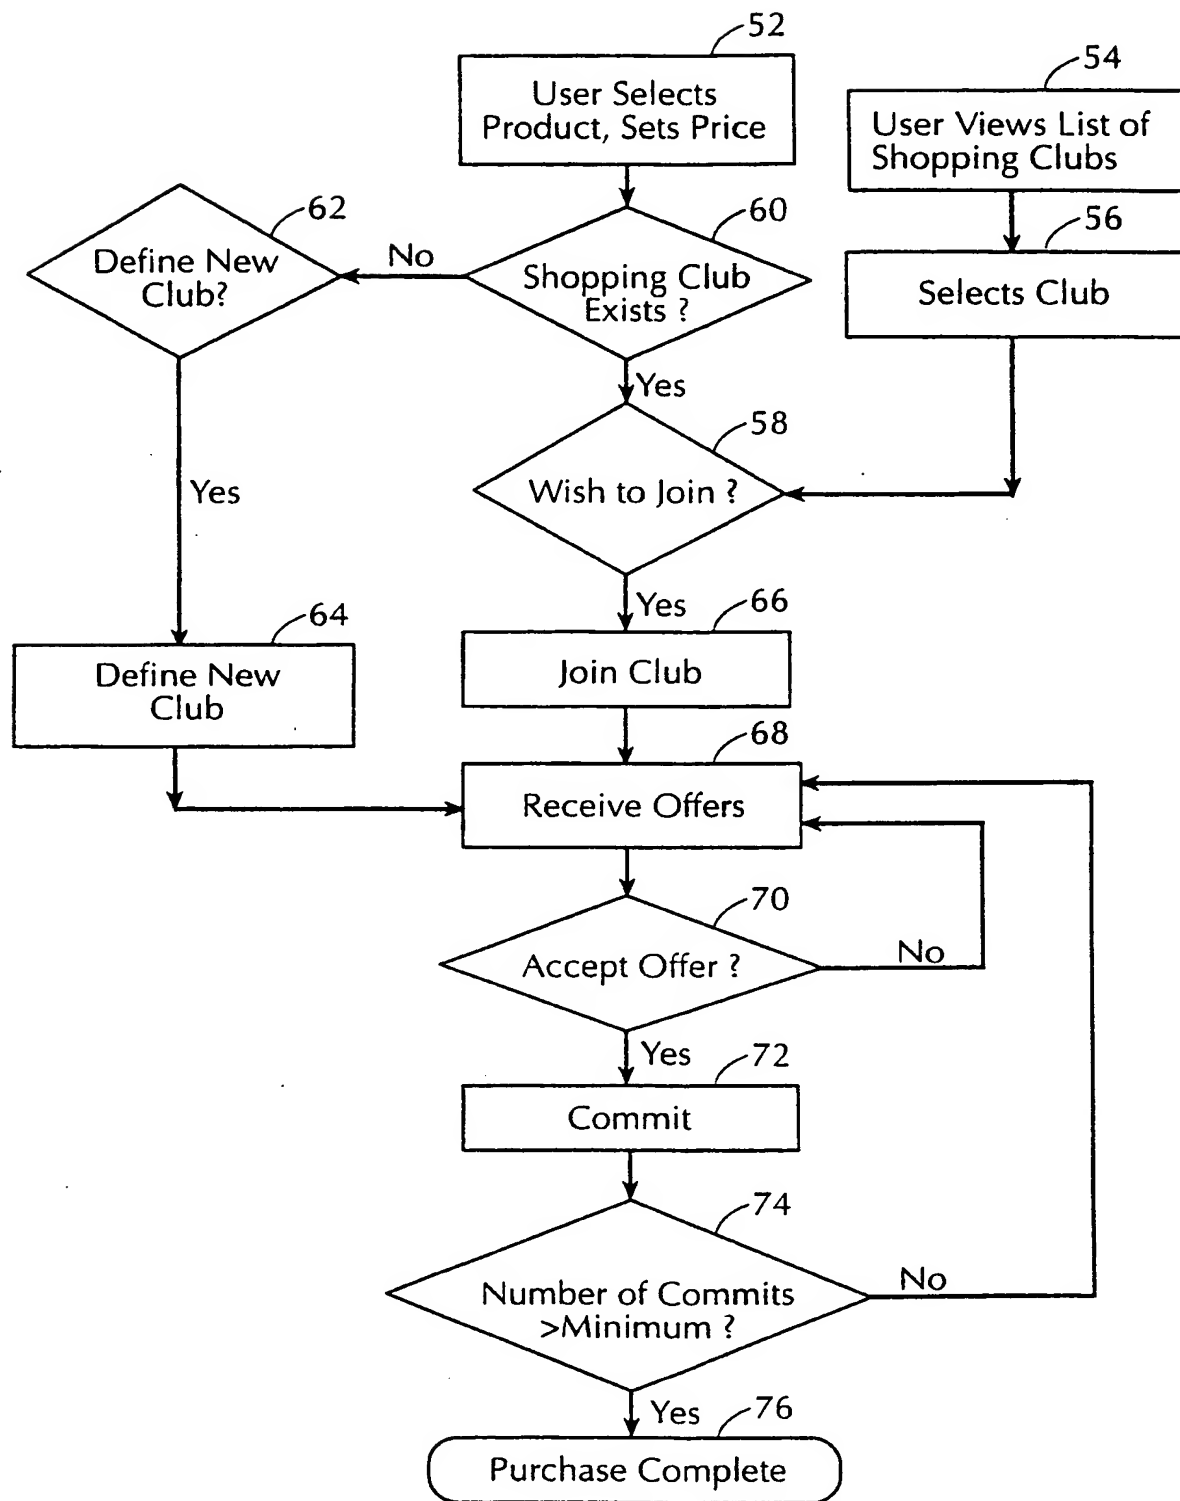 52
User Selects
Product, Sets Price
54
User Views List of
Shopping Clubs
62
Define New
Club?
No
60
Shopping Club
Exists ?
56
Selects Club
Yes
58
Wish to Join ?
Yes
Yes
64
Define New
Club
66
Join Club
68
Receive Offers
70
Accept Offer ?
No
Yes
72
Commit
74
Number of Commits
>Minimum ?
No
Yes
76
Purchase Complete